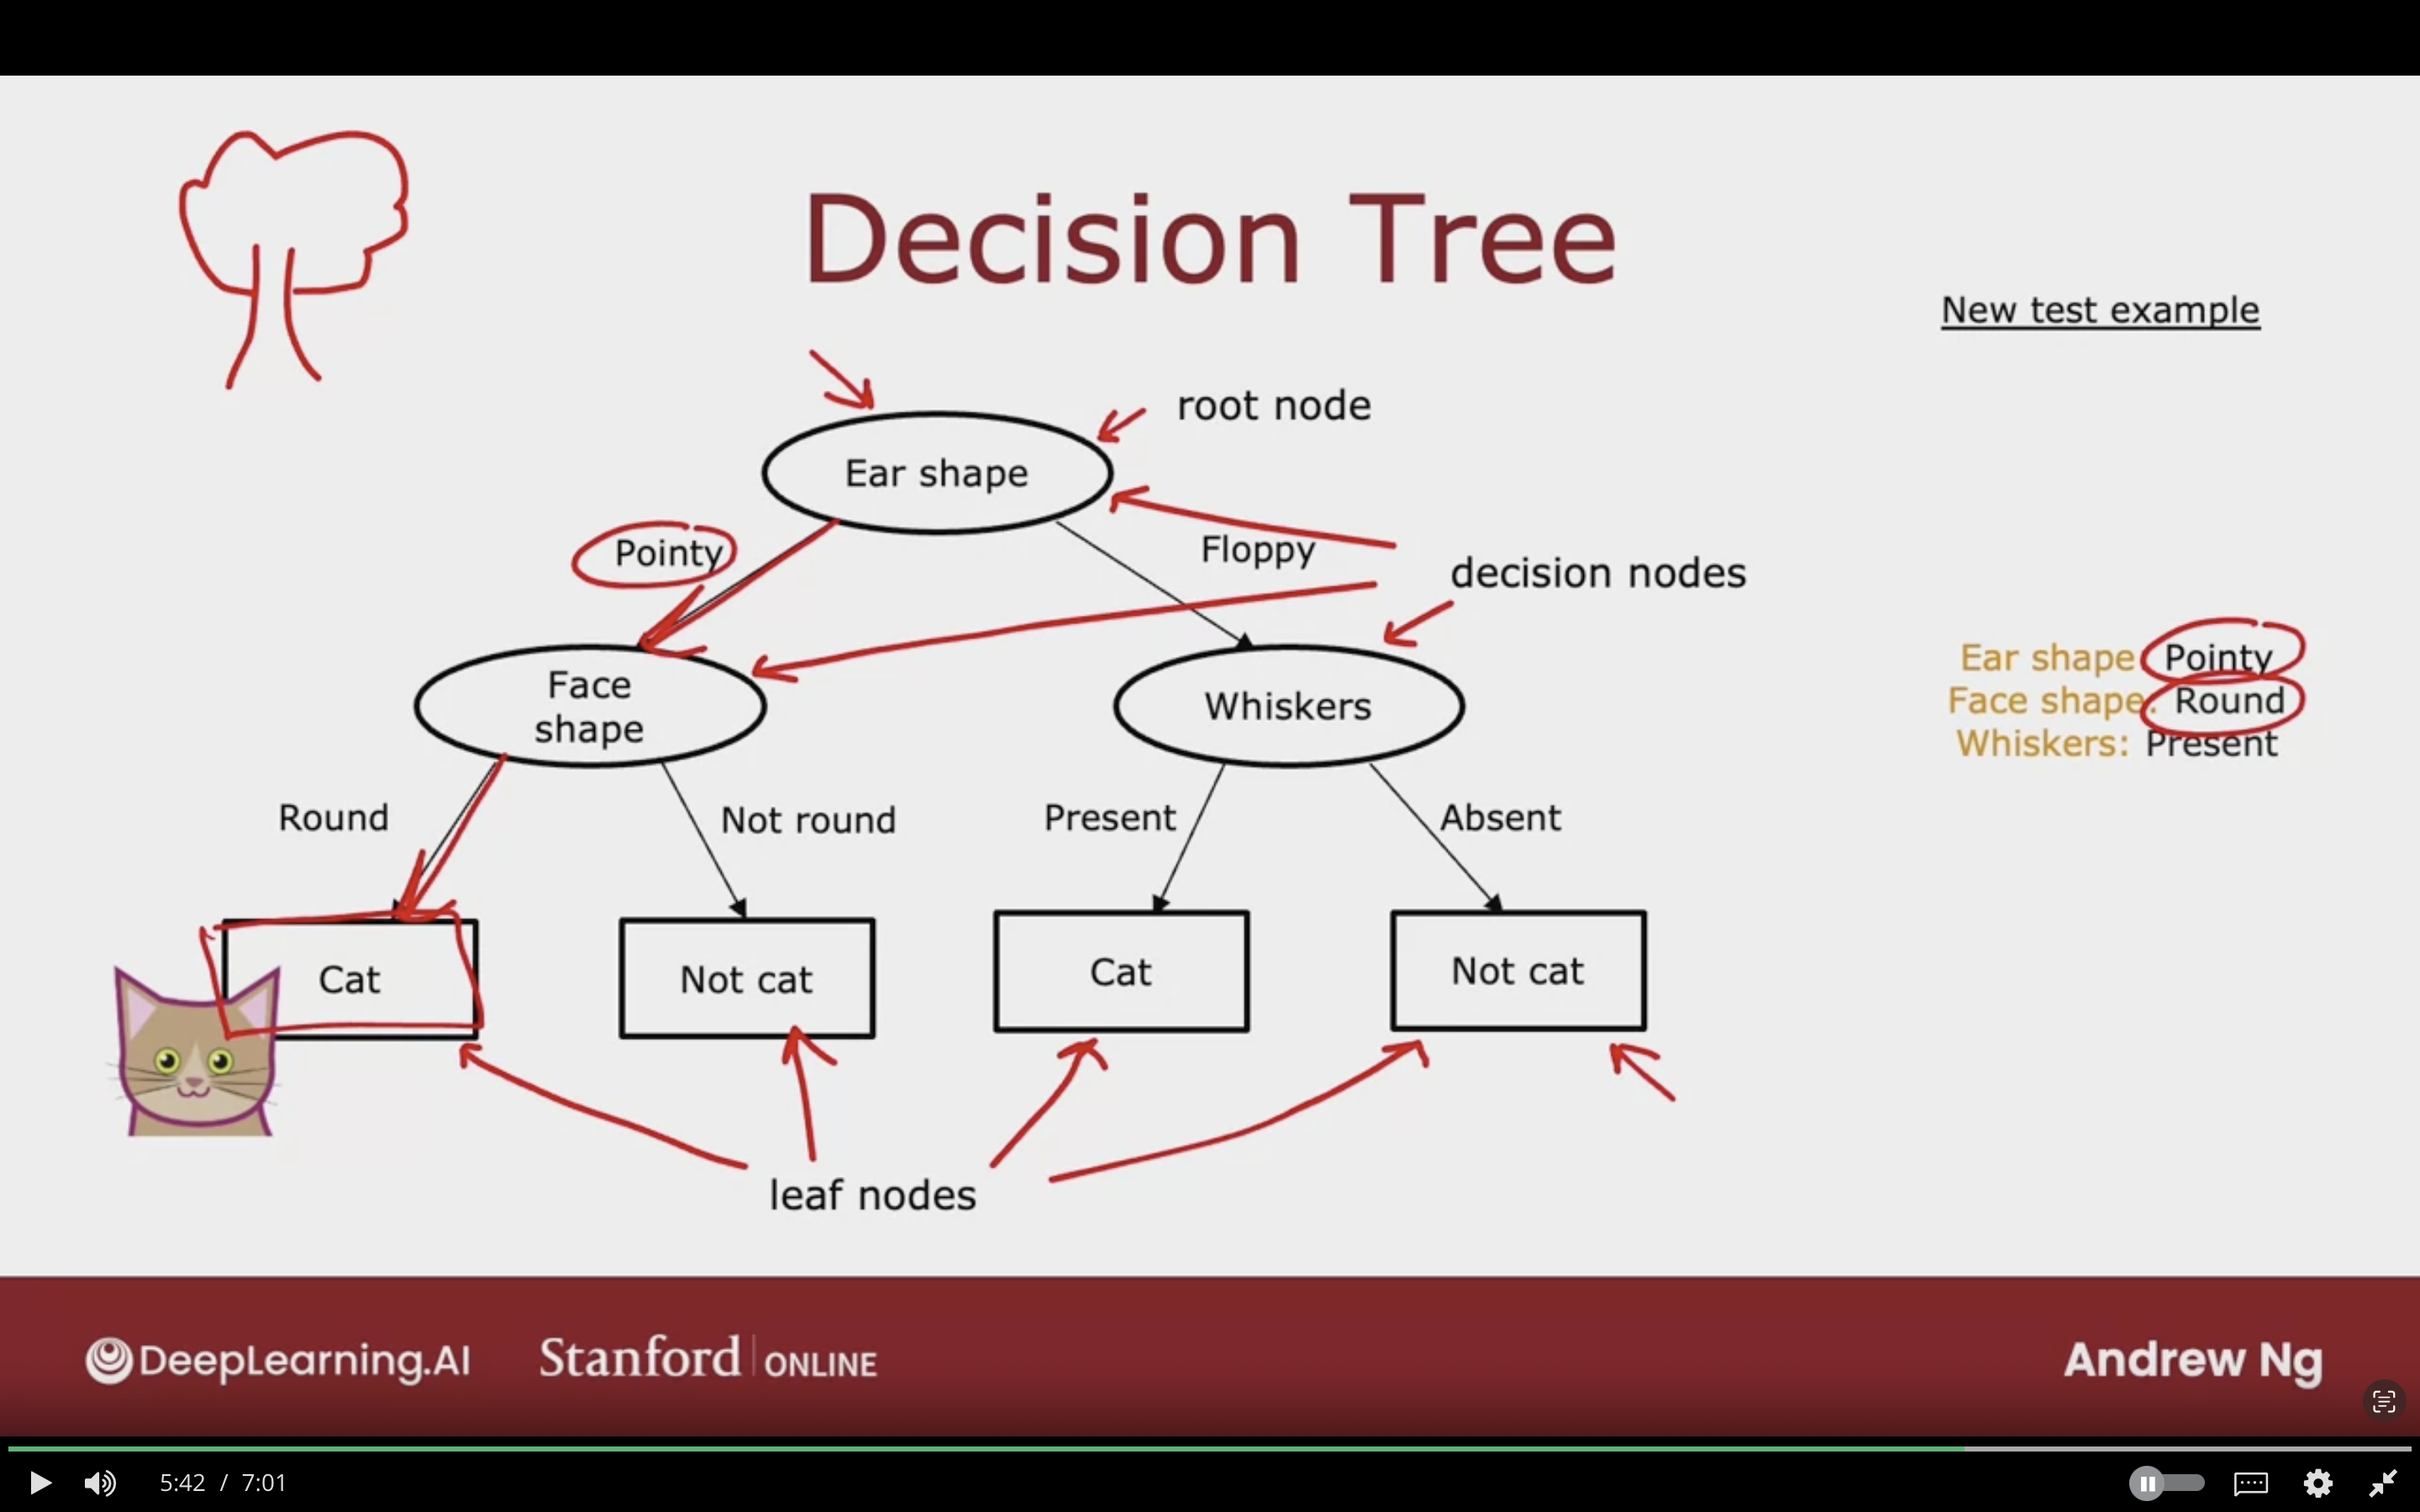 Decision Tree
New test example
root node
Ear shape
Pointy
Floppy
decision nodes
Face
shape
Whiskers
Ear shape Pointy
Face shape: Round
Whiskers: Present
Round
Not round
Present
Absent
Cat
Not cat
Cat
Not cat
leaf nodes
DeepLearning.AI
Stanford | ONLINE
Andrew Ng
5:42 / 7:01